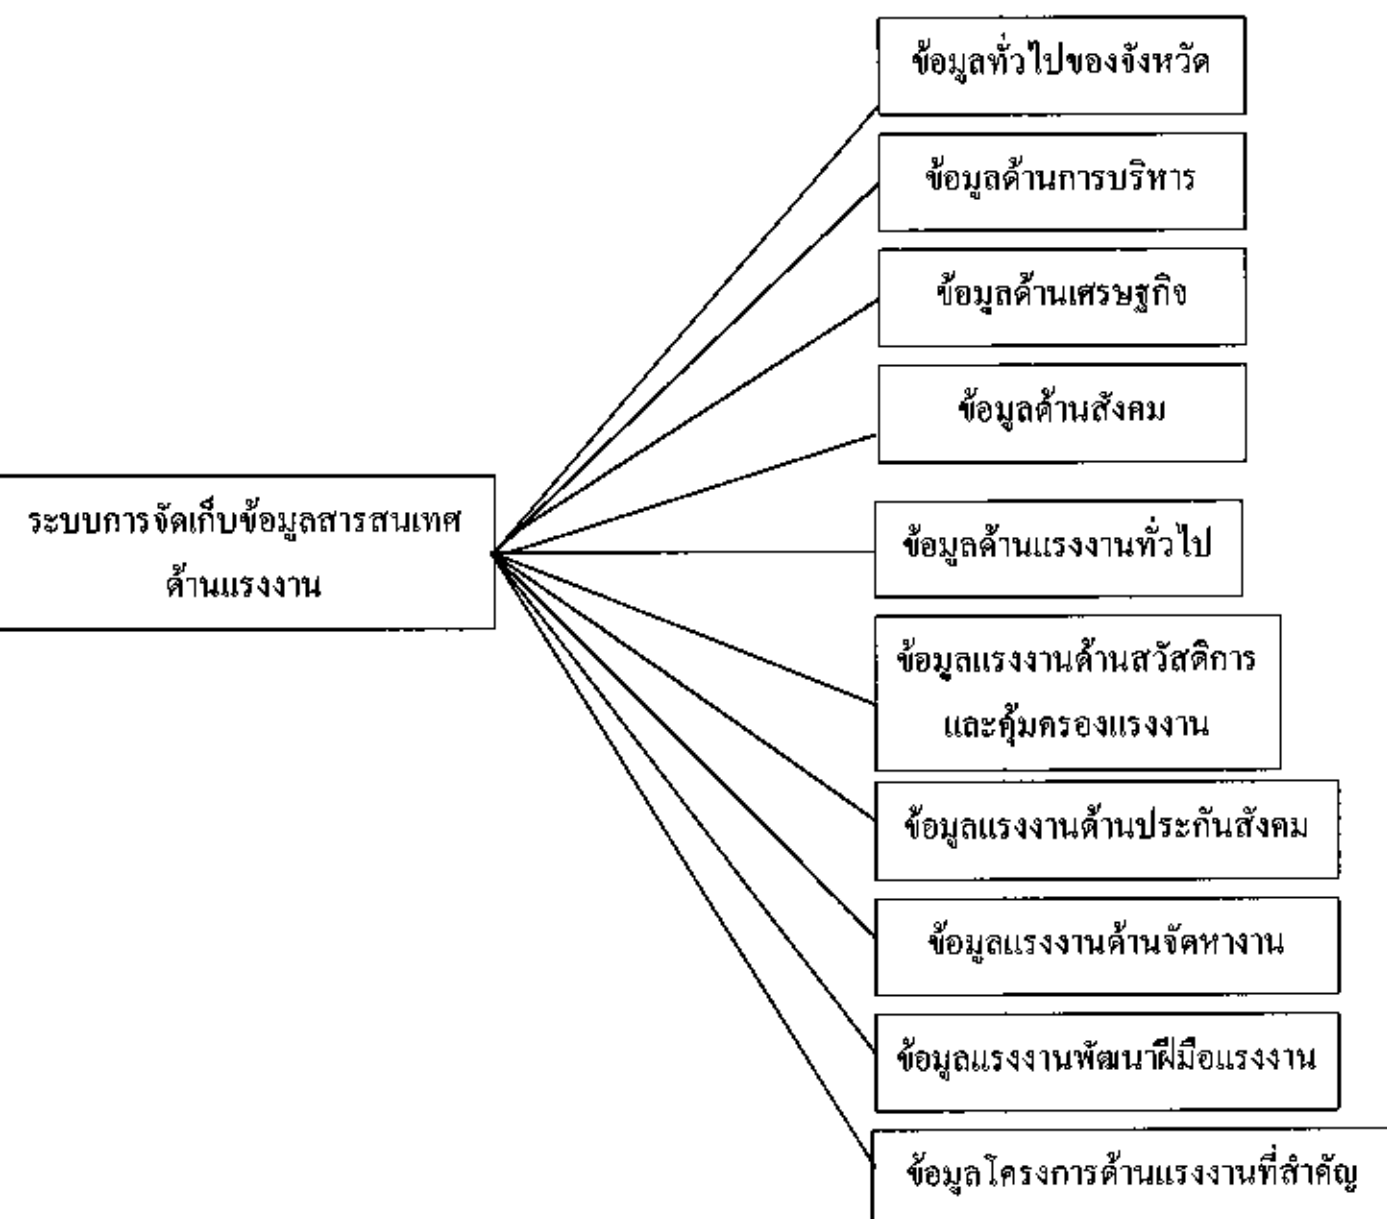 ข้อมูลทั่วไปของจังหวัด
ข้อมูลด้านการบริหาร
ข้อมูลด้านเศรษฐกิจ
ข้อมูลด้านสังคม
ระบบการจัดเก็บข้อมูลสารสนเทศ
ด้านแรงงาน
ข้อมูลด้านแรงงานทั่วไป
ข้อมูลแรงงานด้านสวัสดิการ
และคุ้มครองแรงงาน
ข้อมูลแรงงานด้านประกันสังคม
ข้อมูลแรงงานด้านจัดหางาน
ข้อมูลแรงงานพัฒนาฝีมือแรงงาน
ข้อมูลโครงการด้านแรงงานที่สำคัญ